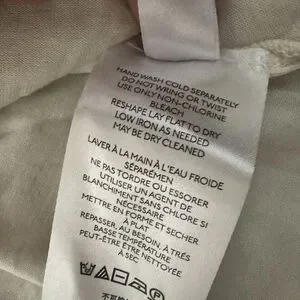 HAND WASH COLD SEPARATELY
DO NOT WRING OR TWIST
USE ONLY NON-CHLORINE
BLEACH
RESHAPE LAY FLAT TO DRY
LOW IRON AS NEEDED
MAY BE DRY CLEANED
LAVER À LA MAIN À L'EAU FROIDE
SÉPARÉMEN
NE PAS TORDRE OU ESSORER
UTILISER UN AGENT DE
BLANCHIMENT SANS CHLORE SI
NÉCESSAIRE
METTRE EN FORME ET SECHER
À PLAT
REPASSER, AU BESOIN, À TRÈS
BASSE TEMPÉRATURE
PEUT-ÊTRE ÊTRE NETTOYÉE
À SEC
P